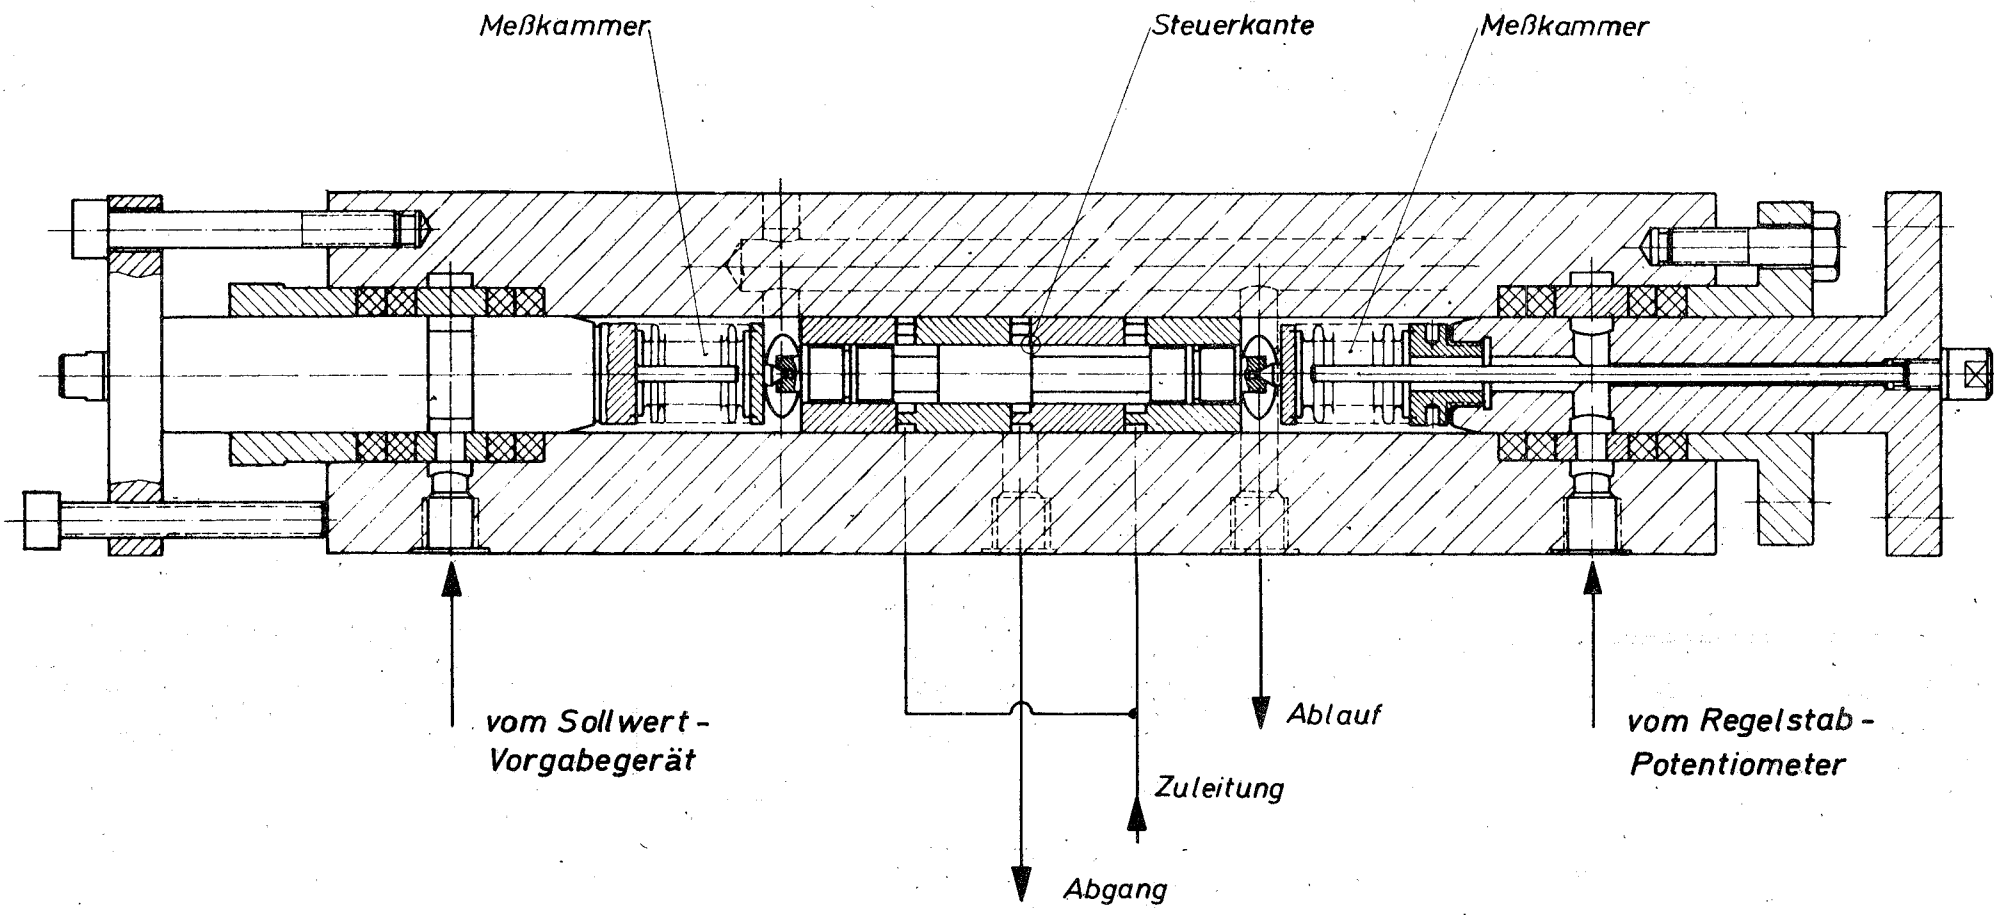 Meßkammer
Steuerkante
Meßkammer
vom Sollwert-
Vorgabegerät
Ablauf
vom Regelstab-
Potentiometer
Zuleitung
Abgang